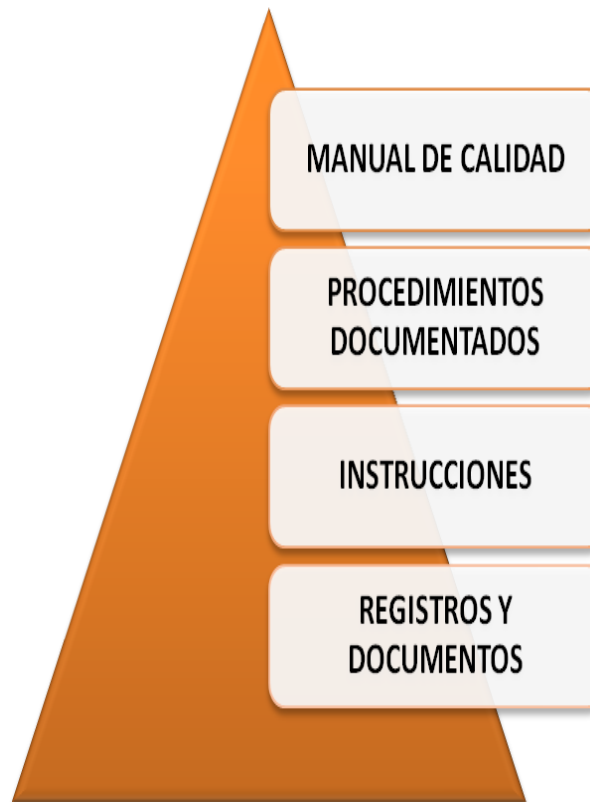 MANUAL DE CALIDAD
PROCEDIMIENTOS
DOCUMENTADOS
INSTRUCCIONES
REGISTROS Y
DOCUMENTOS